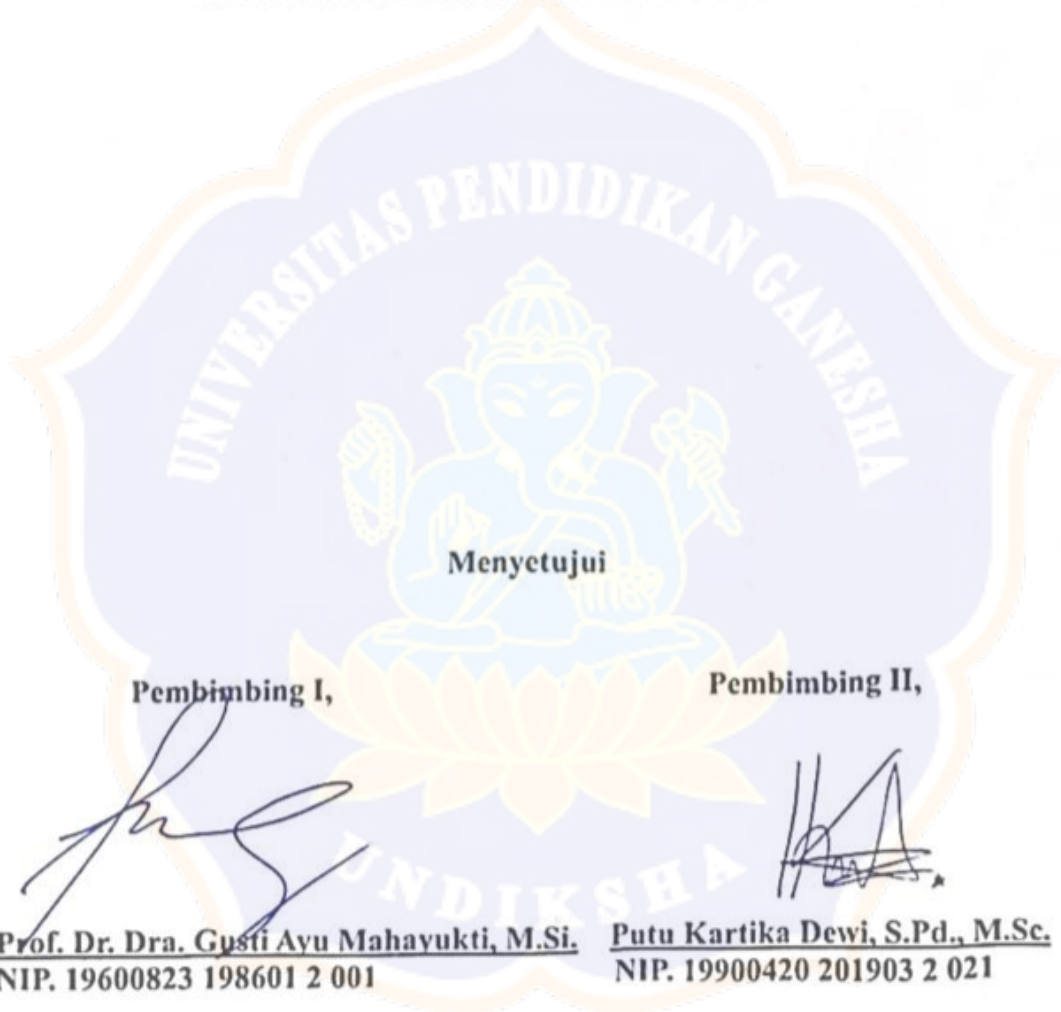 UNIVERSITAS PENDIDIKAN GANESHA
Menyetujui
Pembimbing I,
Pembimbing II,
UNDIKSHA
Prof. Dr. Dra. Gusti Ayu Mahayukti, M.Si.
NIP. 19600823 198601 2 001
Putu Kartika Dewi, S.Pd., M.Sc.
NIP. 19900420 201903 2 021